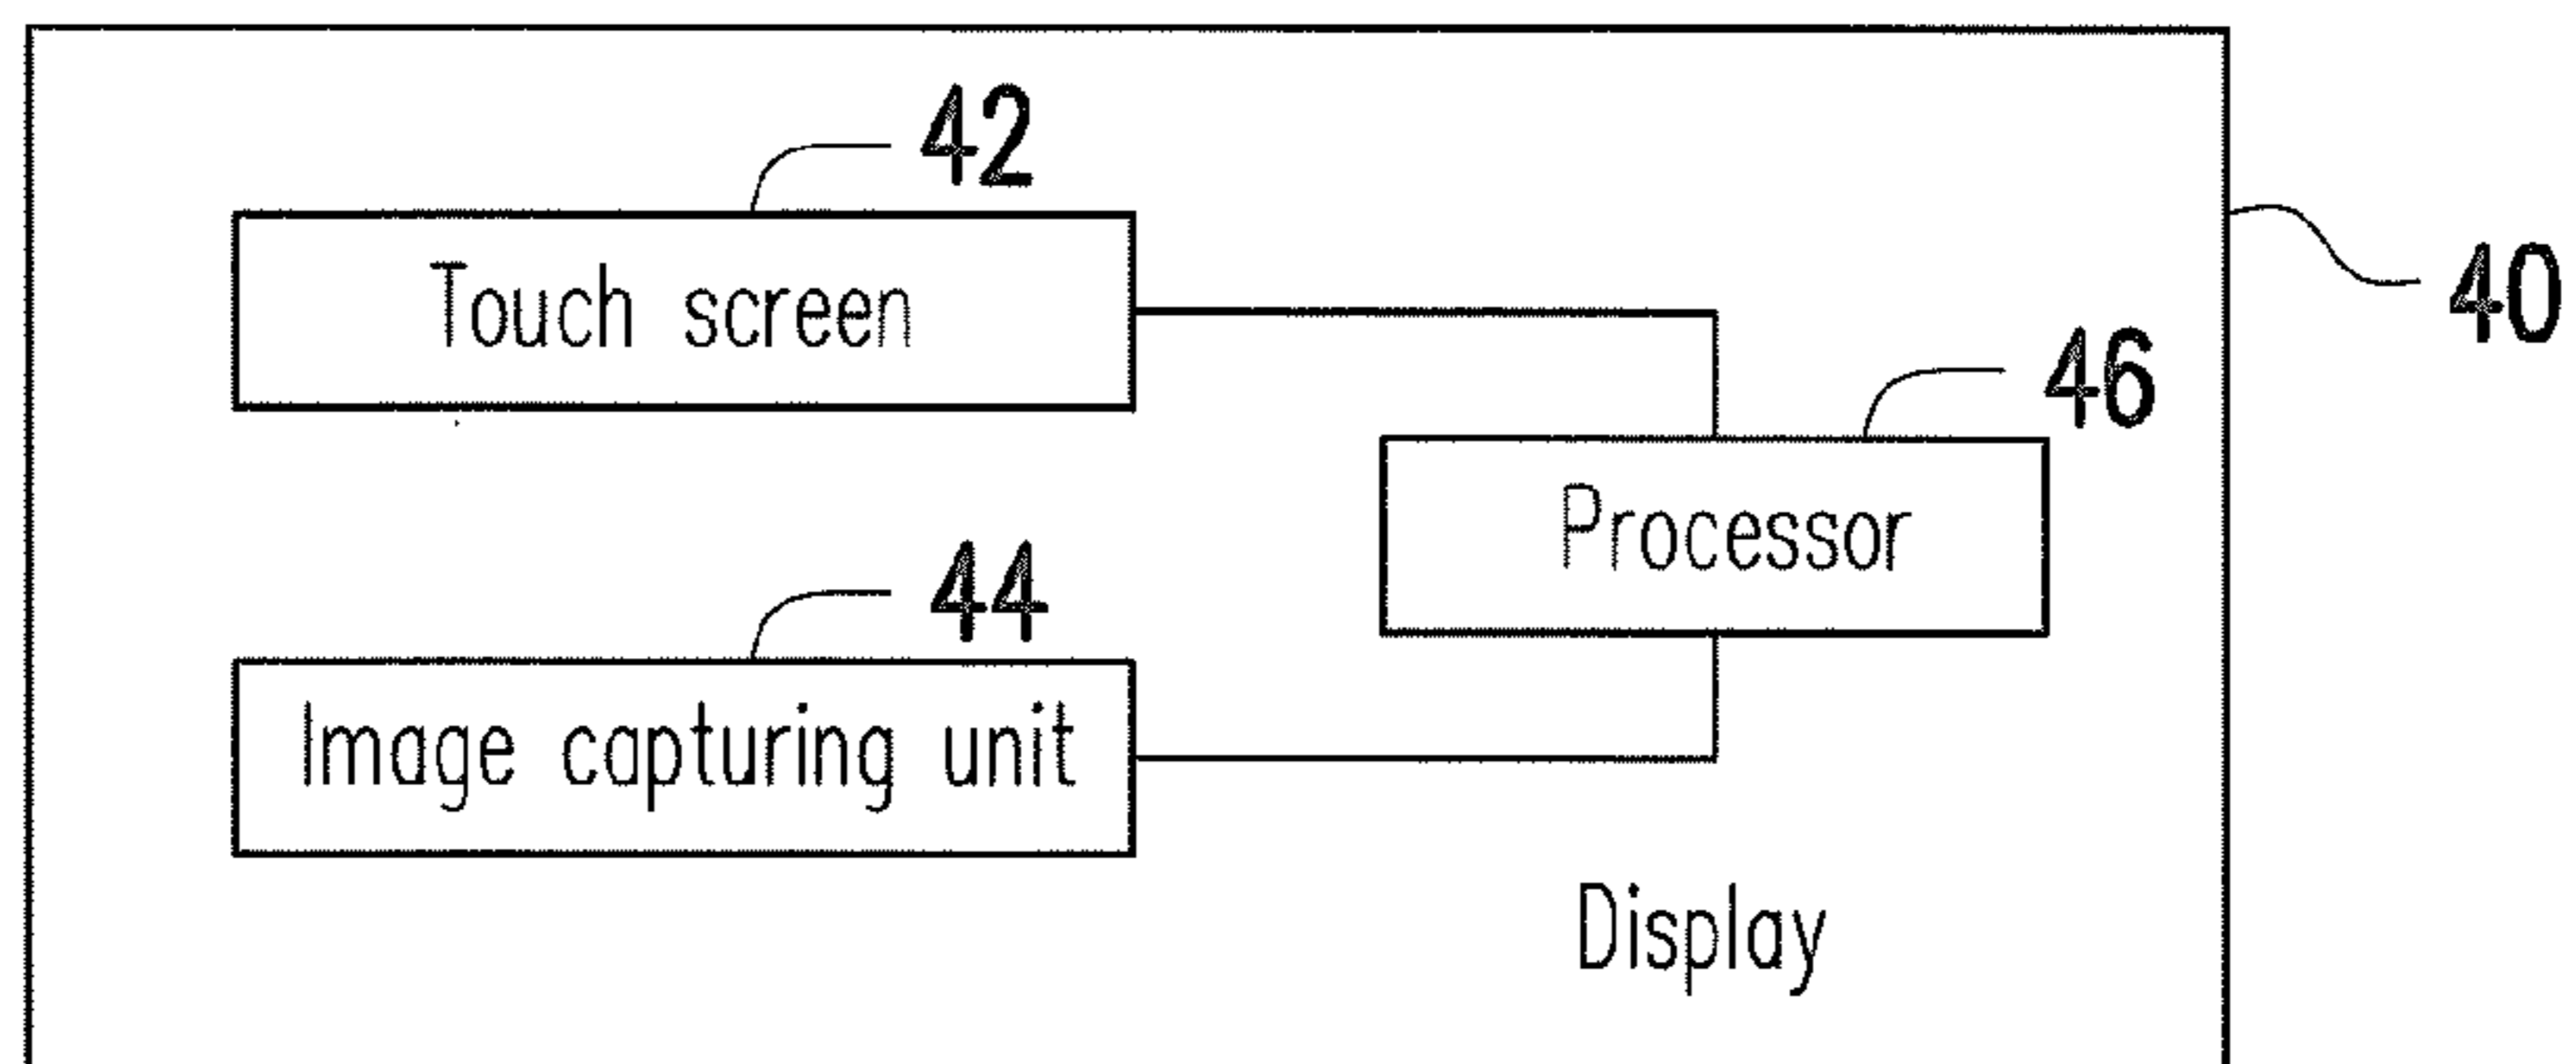 42
Touch screen
40
46
Processor
44
Image capturing unit
Display